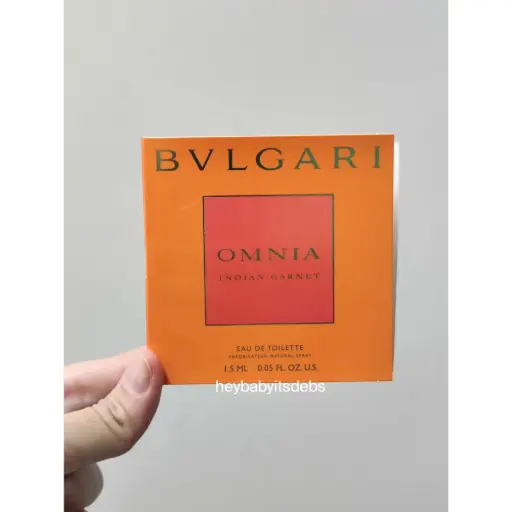 BVLGARI
OMNIA
INDIAN GARNET
EAU DE TOILETTE
VAPORISATEUR NATURAL SPRAY
1.5 ML 0.05 FL. OZ. U.S.
heybabyitsdebs